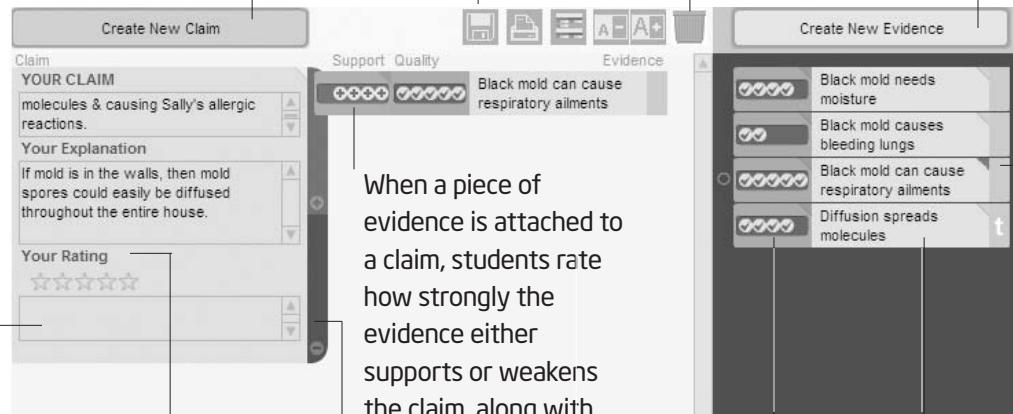 Create New Claim
A A
Create New Evidence
Claim
YOUR CLAIM
molecules & causing Sally's allergic
reactions.
Your Explanation
If mold is in the walls, then mold
spores could easily be diffused
throughout the entire house.
Your Rating
Support Quality Evidence
Black mold can cause
respiratory ailments
When a piece of
evidence is attached to
a claim, students rate
how strongly the
evidence either
supports or weakens
the claim, along with
Black mold needs
moisture
Black mold causes
bleeding lungs
Black mold can cause
respiratory ailments
Diffusion spreads
molecules
t